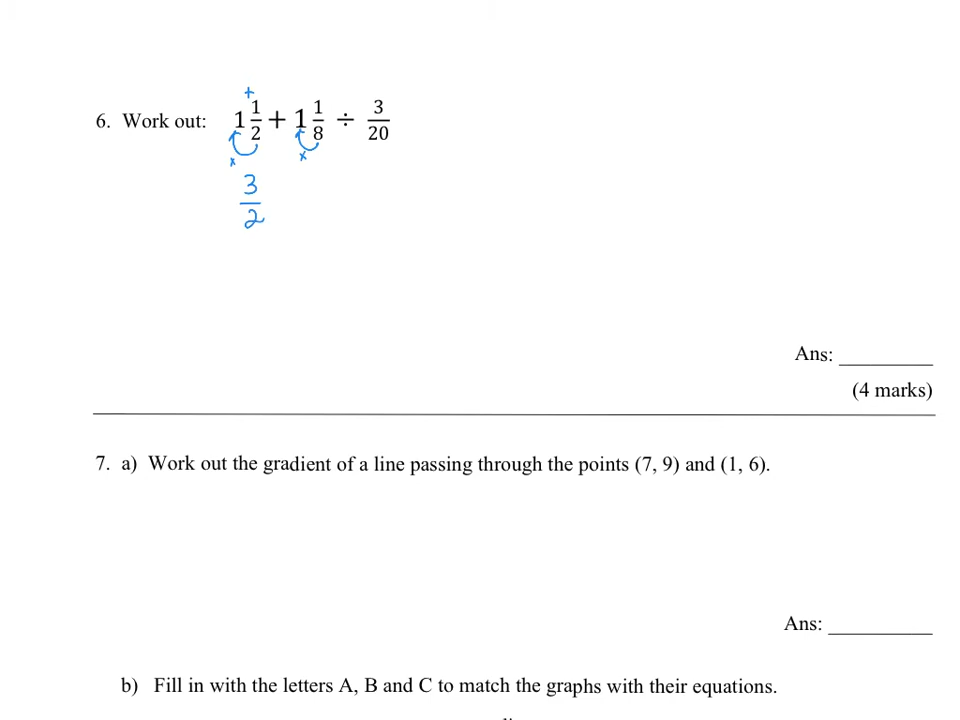 6. Work out: 1 1/2 + 1 1/8 ÷ 3/20
+
x x
3/2
Ans: ________
(4 marks)
7. a) Work out the gradient of a line passing through the points (7, 9) and (1, 6).
Ans: ________
b) Fill in with the letters A, B and C to match the graphs with their equations.